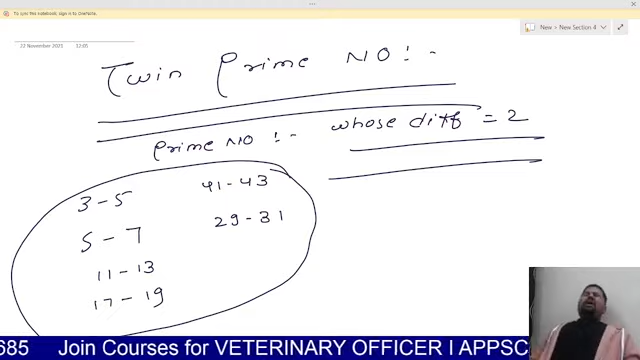 To sync this notebook, sign in to OneNote.
New > New Section 4
22 November 2021 12:05
Twin Prime NO! -
Prime NO!- whose diff = 2
3-5 41-43
5-7 29-31
11-13
17-19
685 Join Courses for VETERINARY OFFICER I APPSC